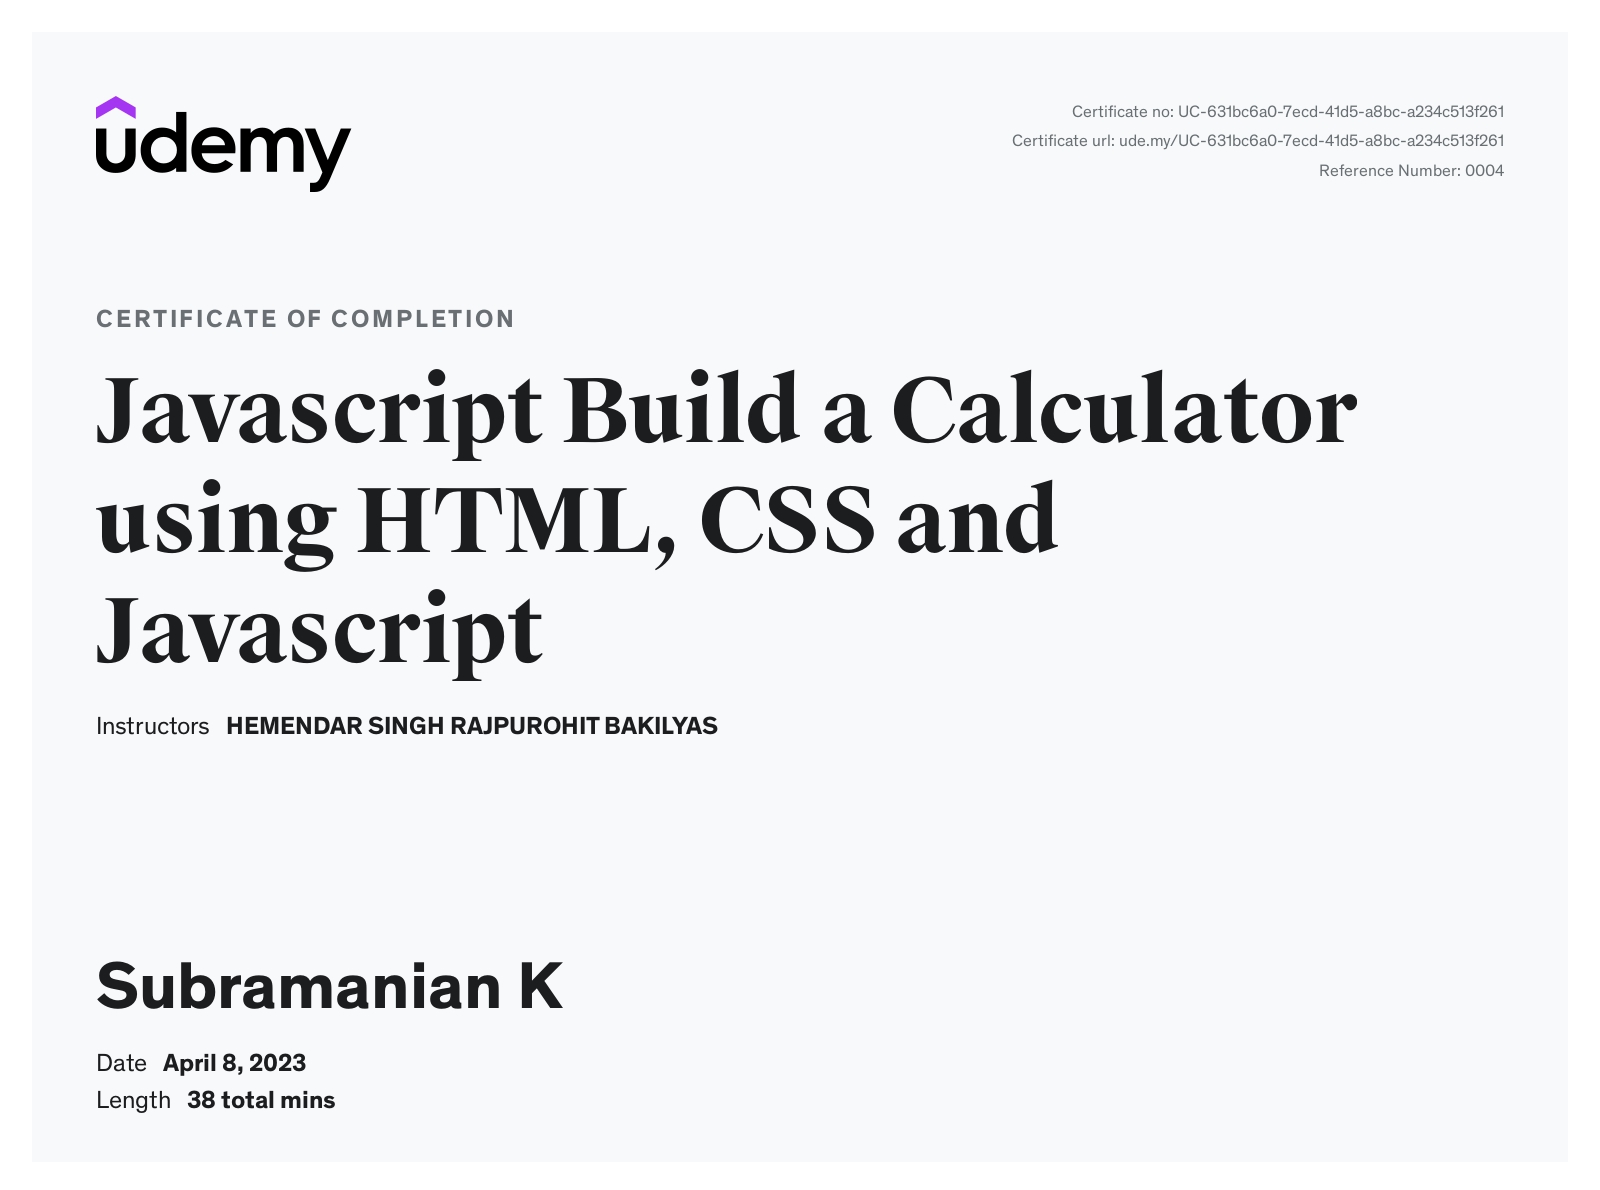 udemy
Certificate no: UC-631bc6a0-7ecd-41d5-a8bc-a234c513f261
Certificate url: ude.my/UC-631bc6a0-7ecd-41d5-a8bc-a234c513f261
Reference Number: 0004
CERTIFICATE OF COMPLETION
Javascript Build a Calculator
using HTML, CSS and
Javascript
Instructors HEMENDAR SINGH RAJPUROHIT BAKILYAS
Subramanian K
Date April 8, 2023
Length 38 total mins